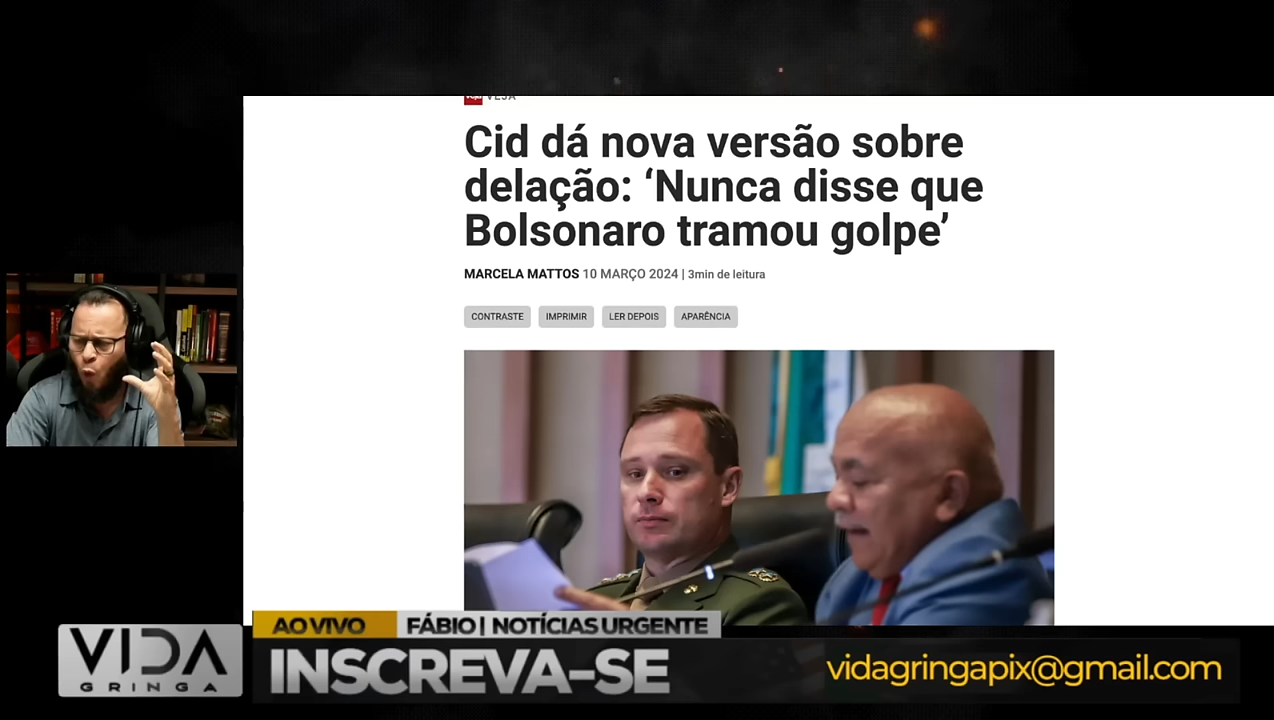 VEJA
Cid dá nova versão sobre
delação: ‘Nunca disse que
Bolsonaro tramou golpe’
MARCELA MATTOS 10 MARÇO 2024 | 3min de leitura
CONTRASTE IMPRIMIR LER DEPOIS APARÊNCIA
AO VIVO FÁBIO | NOTÍCIAS URGENTE
VIDA
GRINGA
INSCREVA-SE
vidagringapix@gmail.com